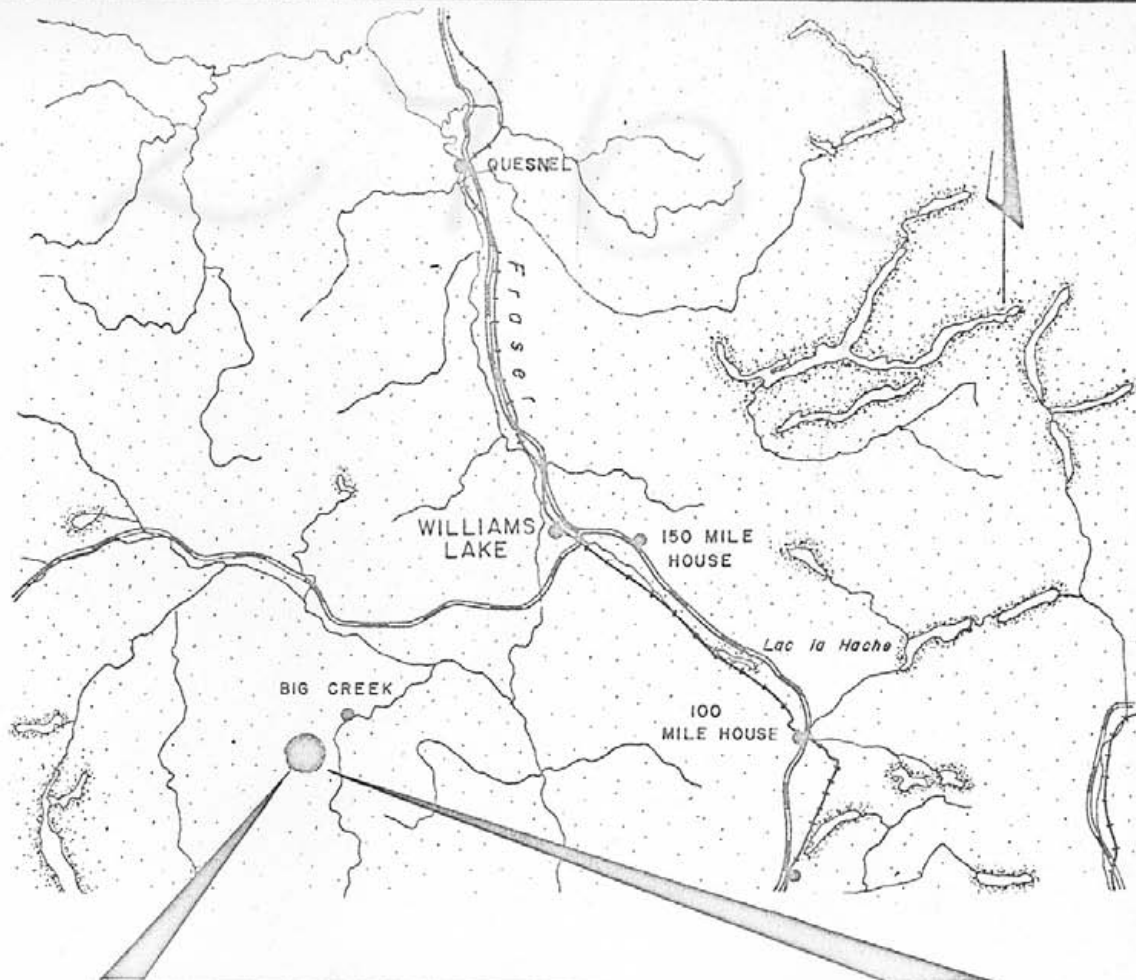 QUESNEL
Fraser
WILLIAMS
LAKE
150 MILE
HOUSE
Lac la Hache
BIG CREEK
100
MILE HOUSE